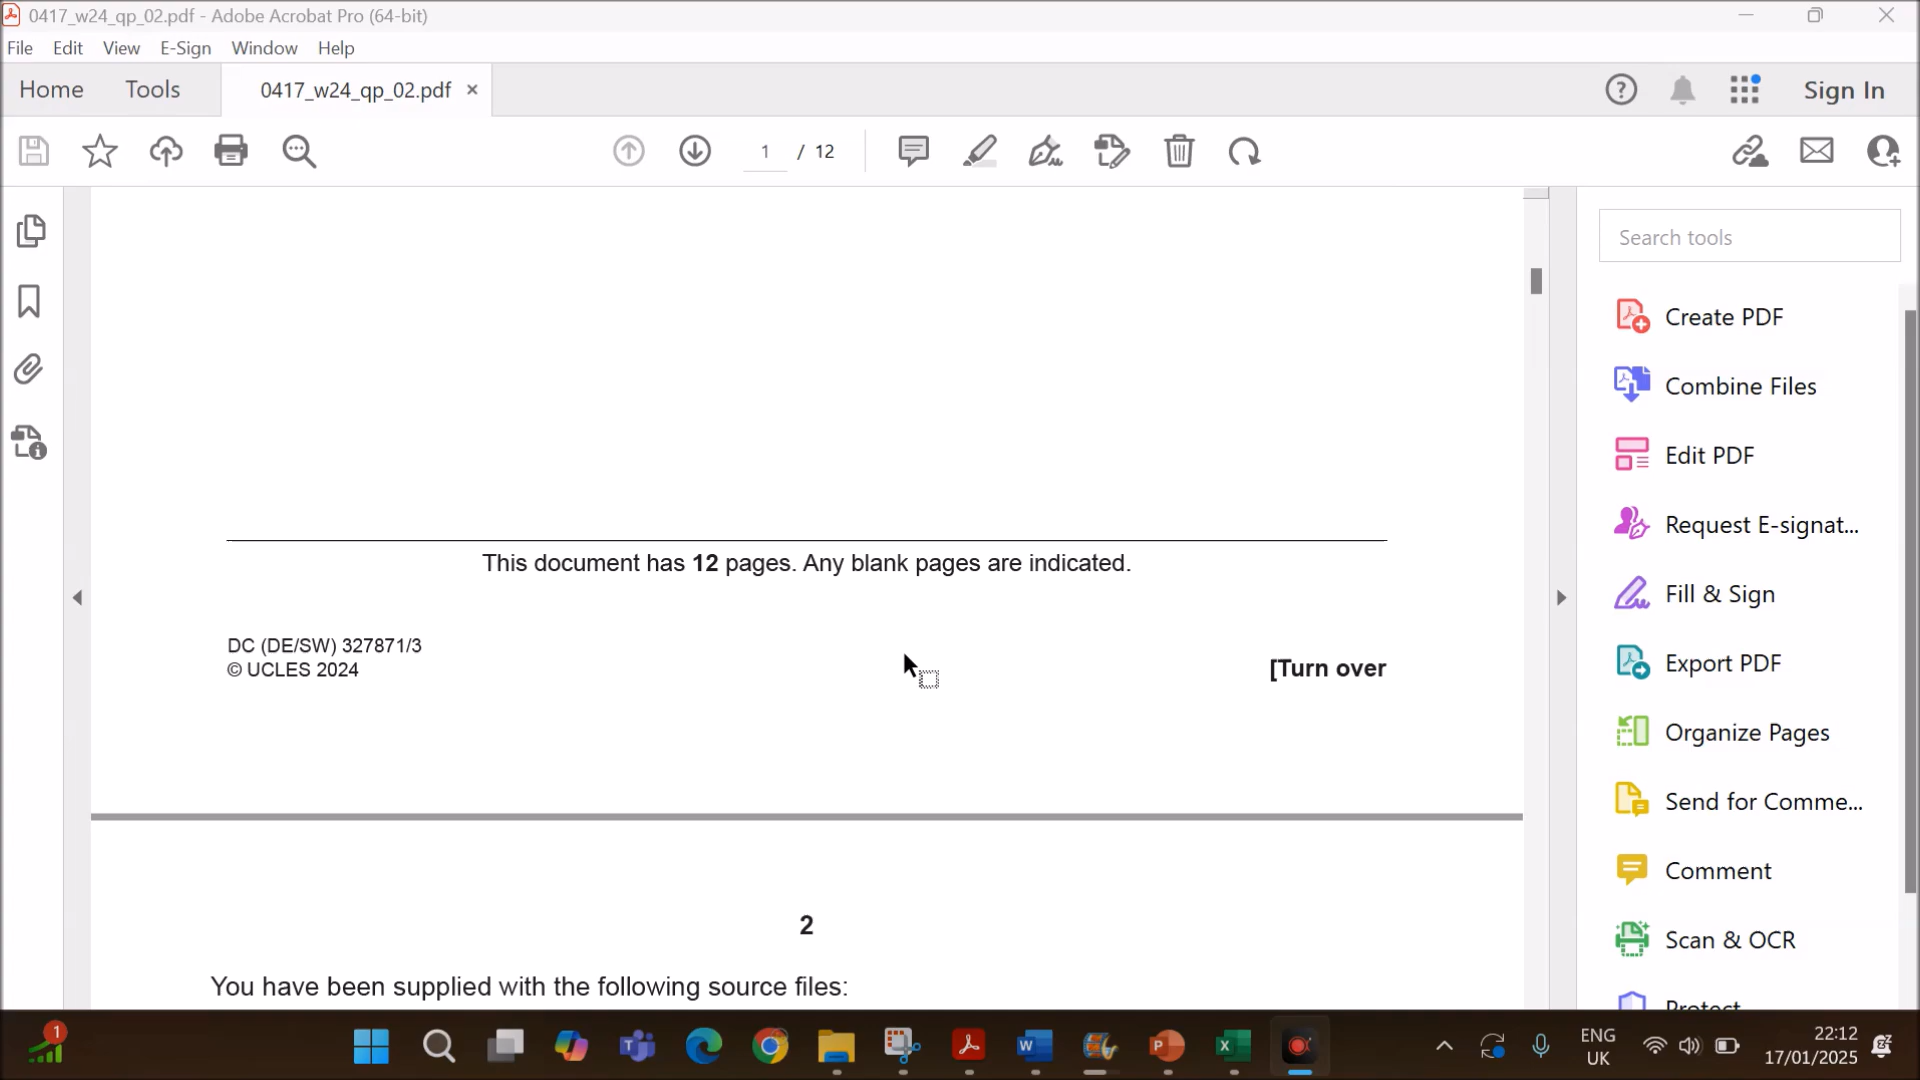 0417_w24_qp_02.pdf - Adobe Acrobat Pro (64-bit)
File Edit View E-Sign Window Help
Home Tools 0417_w24_qp_02.pdf × Sign In
1 / 12
Search tools
Create PDF
Combine Files
Edit PDF
Request E-signat...
Fill & Sign
Export PDF
Organize Pages
Send for Comme...
Comment
Scan & OCR
Protect
This document has 12 pages. Any blank pages are indicated.
DC (DE/SW) 327871/3
© UCLES 2024
[Turn over
2
You have been supplied with the following source files:
1
ENG
UK
22:12
17/01/2025